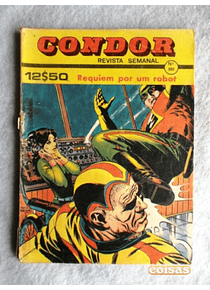 CONDOR
REVISTA SEMANAL
12$50
Requiem por um robot
coisas